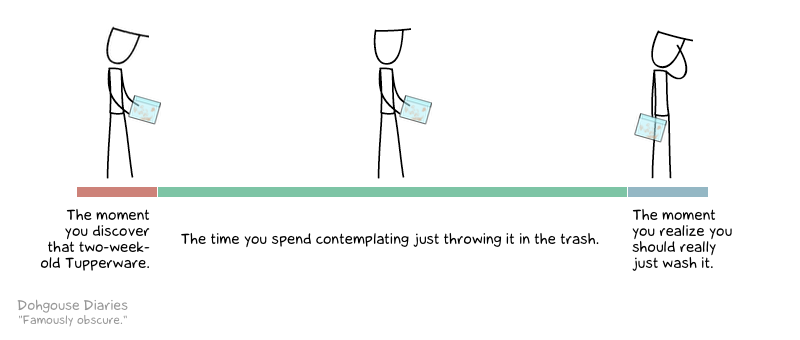 The moment
you discover
that two-week-
old Tupperware.
The time you spend contemplating just throwing it in the trash.
The moment
you realize you
should really
just wash it.
Dohgouse Diaries
"Famously obscure."